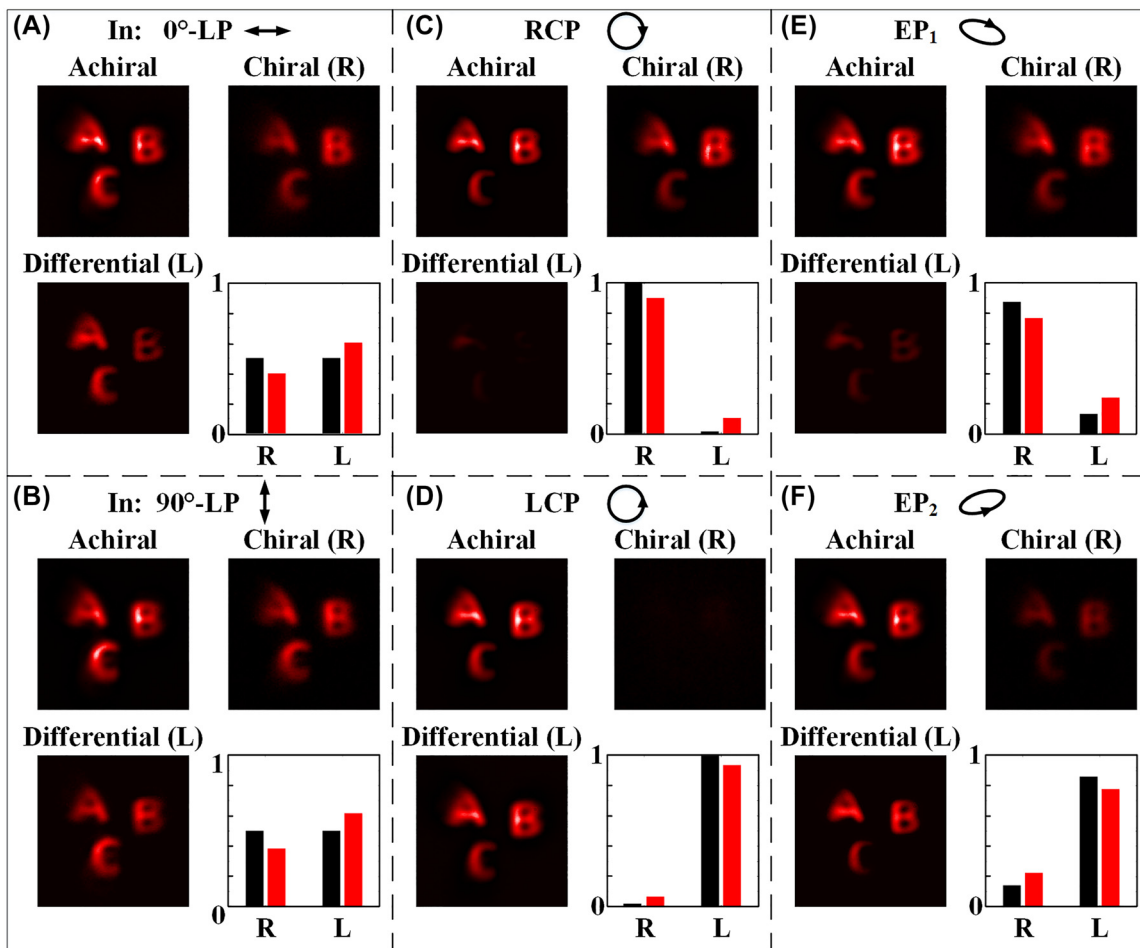 (A) In: 0°-LP
Achiral Chiral (R)
A B C
A B C
Differential (L)
A B C
1
0
R L
(C) RCP
Achiral Chiral (R)
A B C
A B C
Differential (L)
1
0
R L
(E) EP₁
Achiral Chiral (R)
A B C
A B C
Differential (L)
A B C
1
0
R L
(B) In: 90°-LP
Achiral Chiral (R)
A B C
A B C
Differential (L)
A B C
1
0
R L
(D) LCP
Achiral Chiral (R)
A B C
Differential (L)
A B C
1
0
R L
(F) EP₂
Achiral Chiral (R)
A B C
A B C
Differential (L)
A B C
1
0
R L